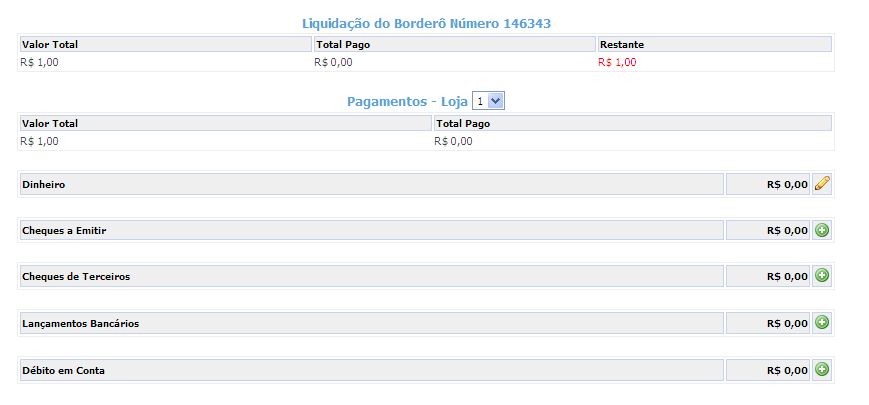 Liquidação do Borderô Número 146343
Valor Total Total Pago Restante
R$ 1,00 R$ 0,00 R$ 1,00
Pagamentos - Loja 1
Valor Total Total Pago
R$ 1,00 R$ 0,00
Dinheiro R$ 0,00
Cheques a Emitir R$ 0,00
Cheques de Terceiros R$ 0,00
Lançamentos Bancários R$ 0,00
Débito em Conta R$ 0,00